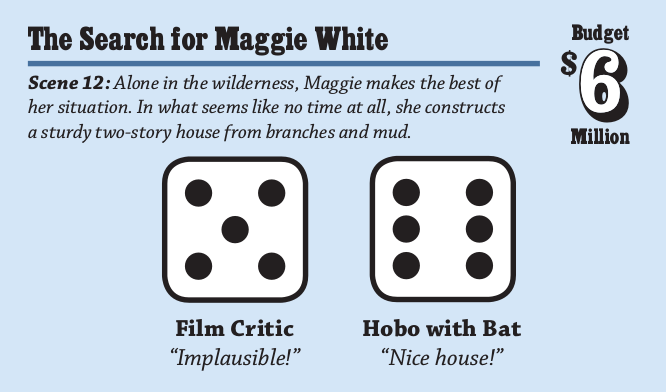 The Search for Maggie White
Budget
$6
Million
Scene 12: Alone in the wilderness, Maggie makes the best of
her situation. In what seems like no time at all, she constructs
a sturdy two-story house from branches and mud.
Film Critic
“Implausible!”
Hobo with Bat
“Nice house!”